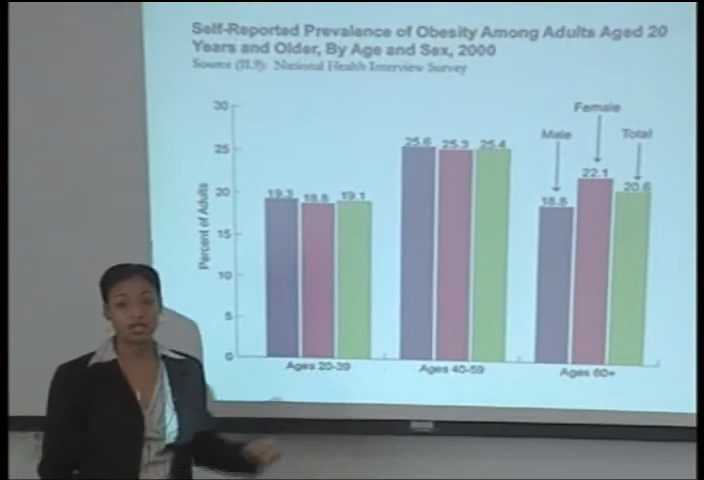 Self-Reported Prevalence of Obesity Among Adults Aged 20
Years and Older, By Age and Sex, 2000
Source (II.9): National Health Interview Survey
Percent of Adults
30
25
20
15
10
5
0
19.3 18.8 19.1
25.6 25.3 25.4
18.8 22.1 20.6
Male
Female
Total
Ages 20-39
Ages 40-59
Ages 60+